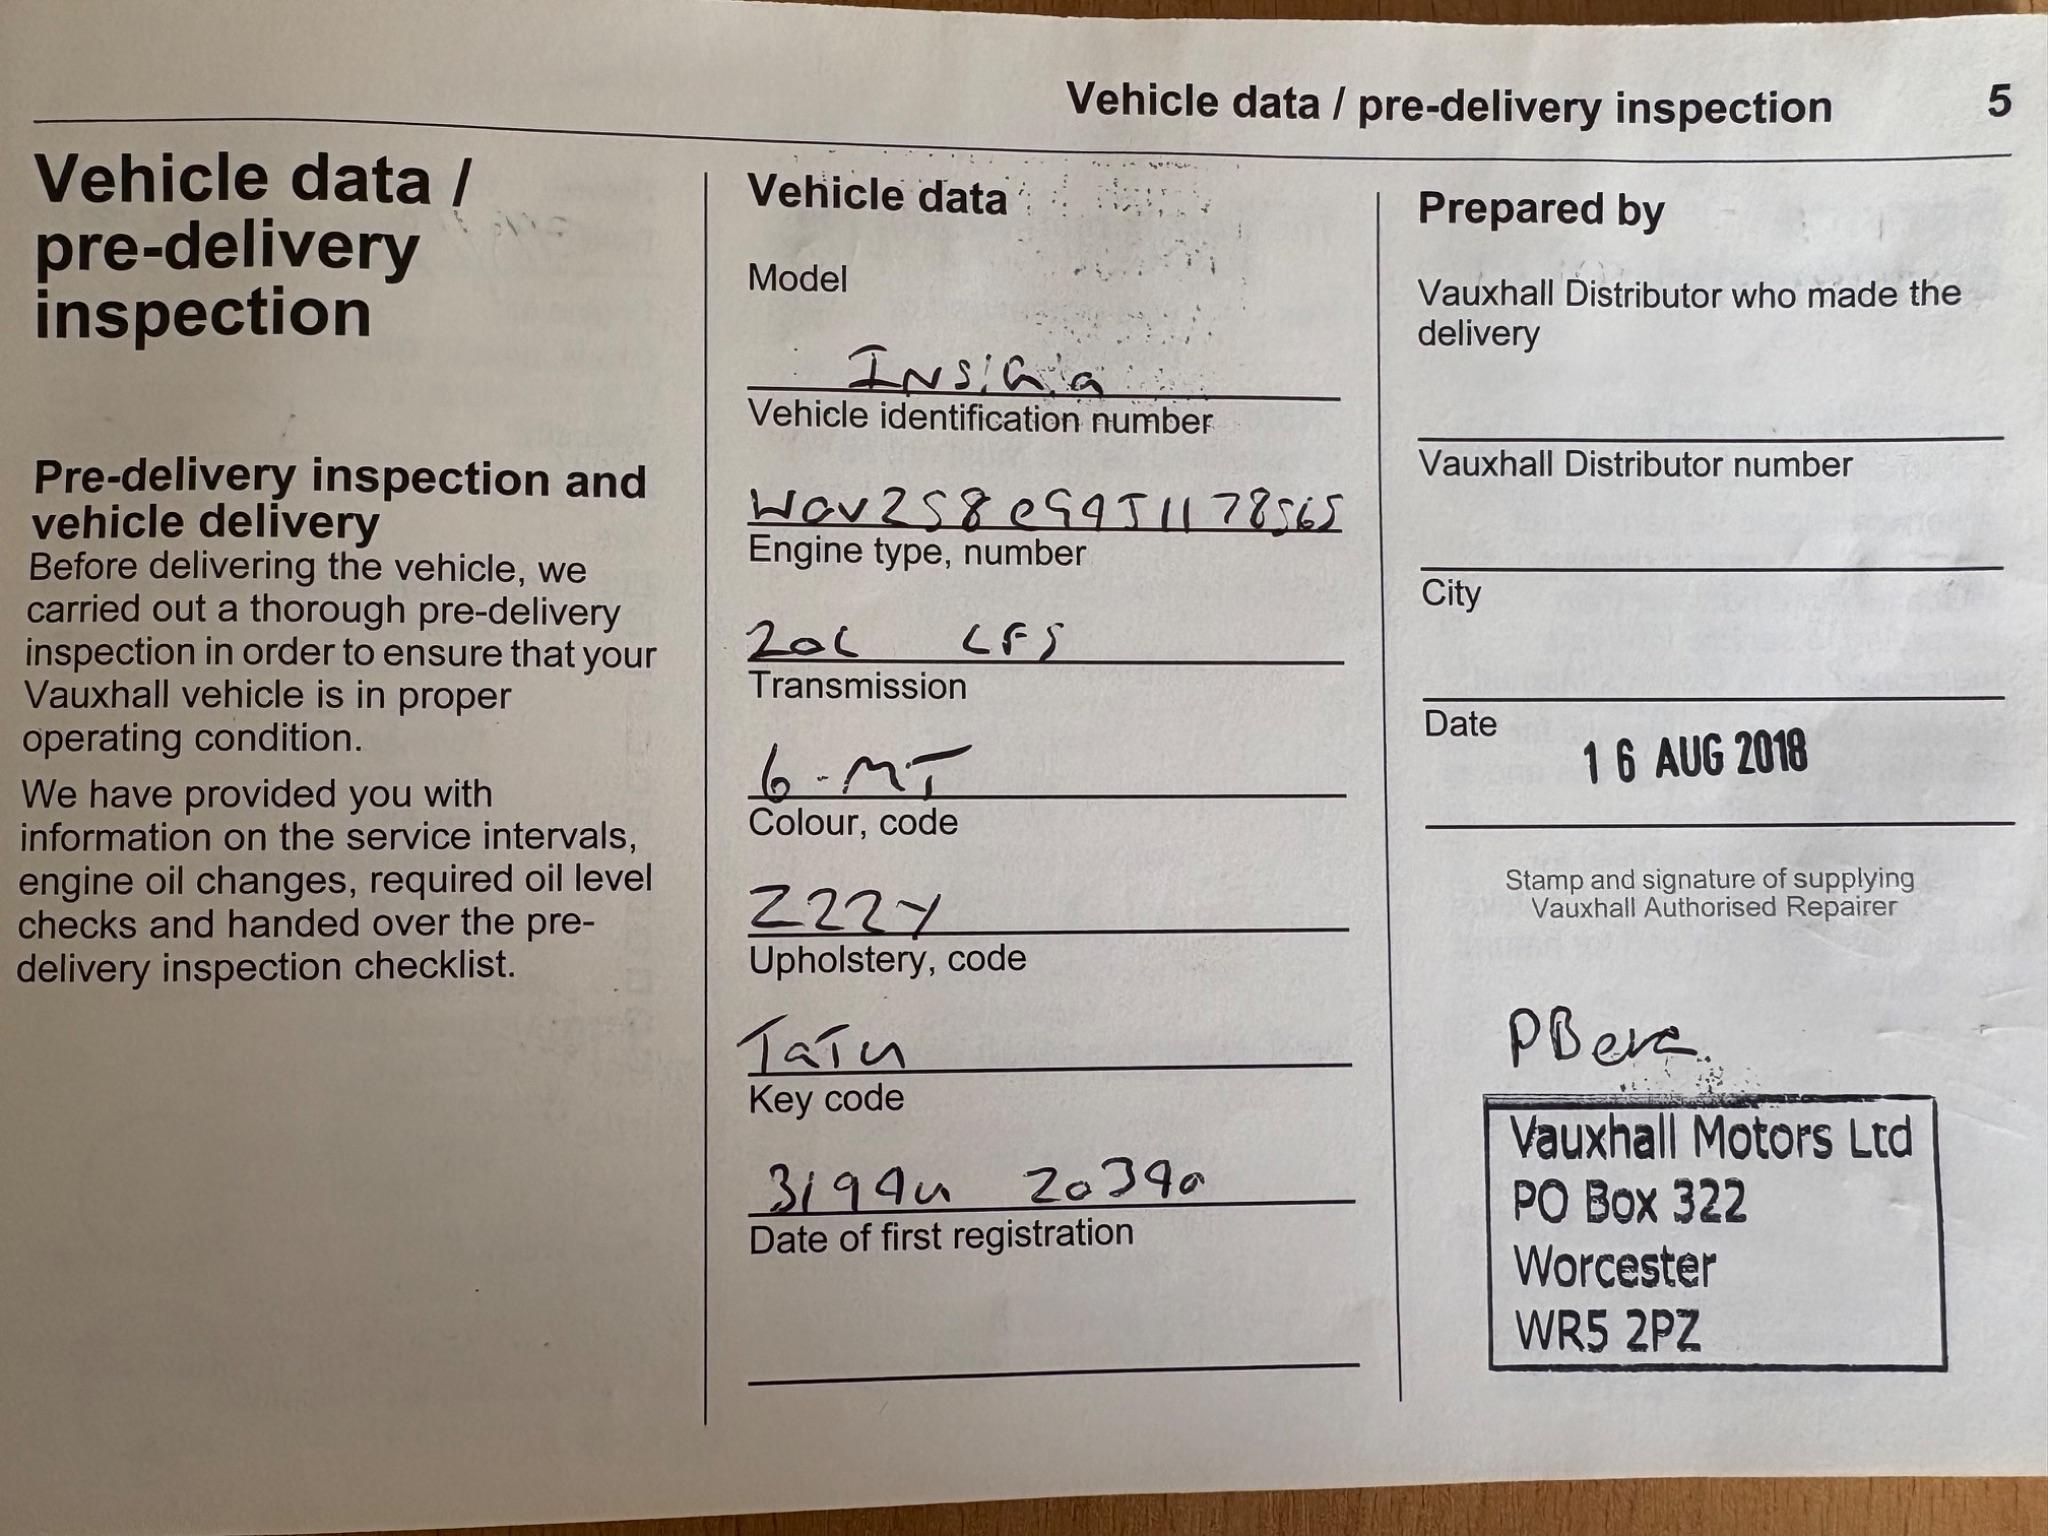 Vehicle data / pre-delivery inspection 5
Vehicle data /
pre-delivery
inspection
Pre-delivery inspection and
vehicle delivery
Before delivering the vehicle, we
carried out a thorough pre-delivery
inspection in order to ensure that your
Vauxhall vehicle is in proper
operating condition.
We have provided you with
information on the service intervals,
engine oil changes, required oil level
checks and handed over the pre-
delivery inspection checklist.
Vehicle data
Model
Vehicle identification number
Engine type, number
Transmission
6-MT
Colour, code
Z22Y
Upholstery, code
TaTu
Key code
Date of first registration
Prepared by
Vauxhall Distributor who made the
delivery
Vauxhall Distributor number
City
Date
16 AUG 2018
Stamp and signature of supplying
Vauxhall Authorised Repairer
Vauxhall Motors Ltd
PO Box 322
Worcester
WR5 2PZ